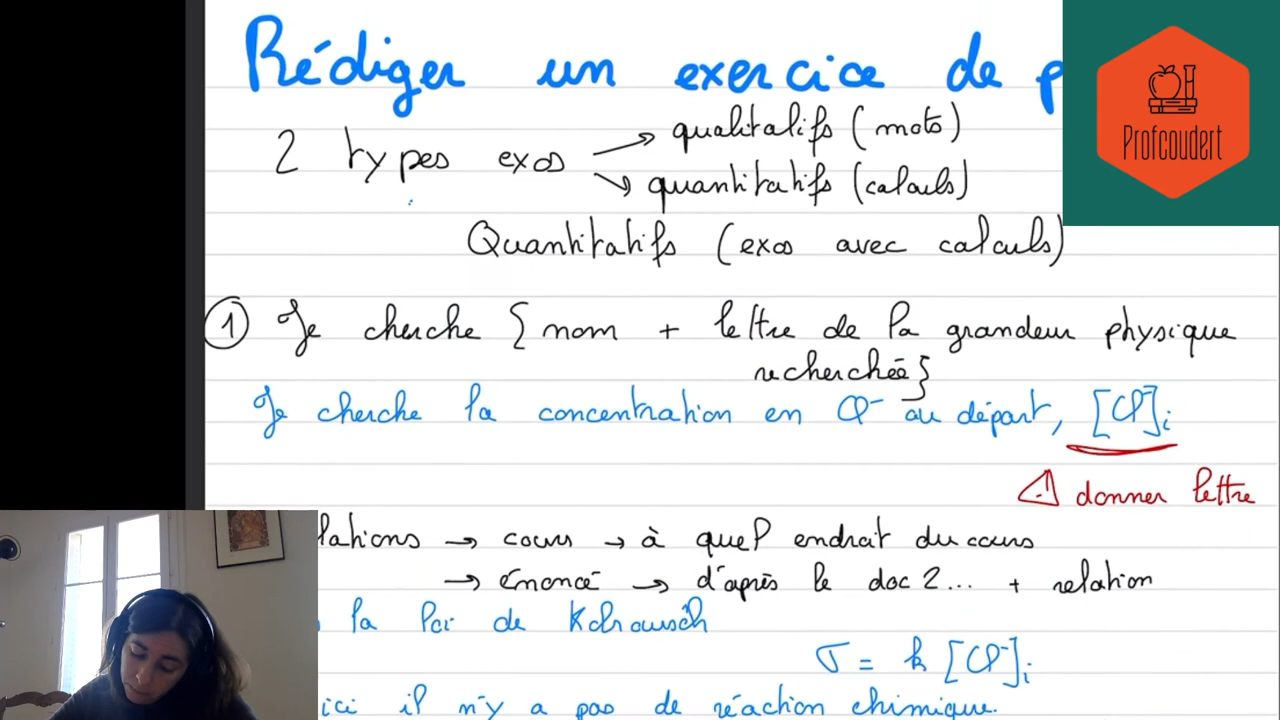 Rédiger un exercice de p
Profcoudert
2 types exos → qualitatifs (mots)
→ quantitatifs (calculs)
Quantitatifs (exos avec calculs)
① Je cherche {nom + lettre de la grandeur physique
recherchée}
Je cherche la concentration en Cl⁻ au départ, [Cl⁻]i
⚠ donner lettre
lations → cours → à quel endroit du cours
→ énoncé → d'après le doc 2... + relation
la loi de Kohrausch
σ = k [Cl⁻]i
ici il n'y a pas de réaction chimique.